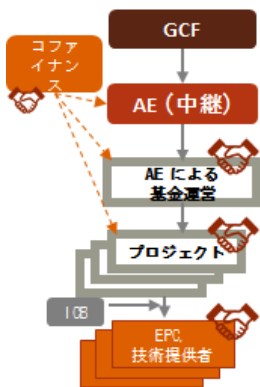 GCF
コファ
イナン
ス
AE（中継）
AE による
基金運営
プロジェクト
ICB
EPC,
技術提供者